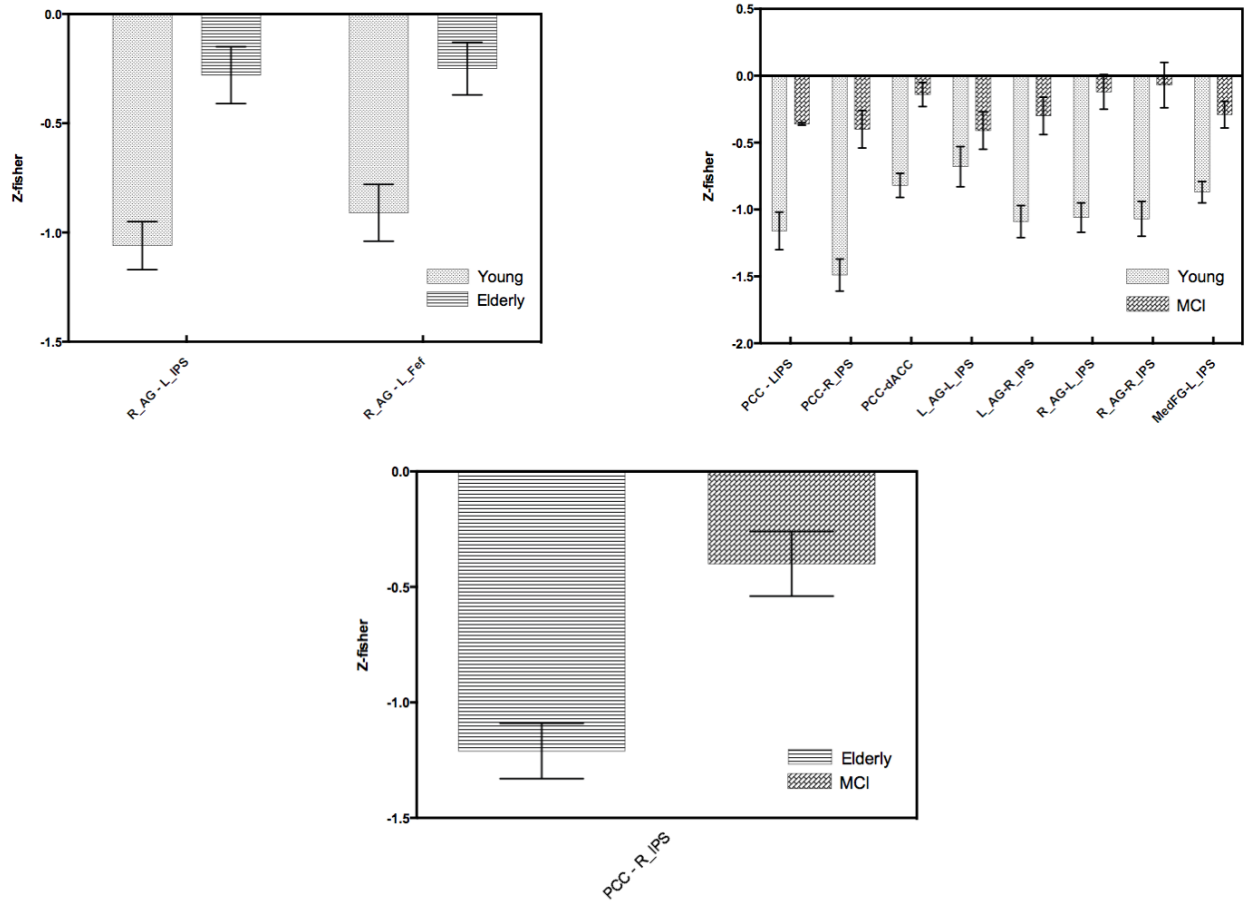 0.0
-0.5
-1.0
-1.5
Z-fisher
Young
Elderly
R_AG - L_IPS
R_AG - L_Fef
0.5
0.0
-0.5
-1.0
-1.5
-2.0
Z-fisher
Young
MCI
PCC - LIPS
PCC-R_IPS
PCC-dACC
L_AG-L_IPS
L_AG-R_IPS
R_AG-L_IPS
R_AG-R_IPS
MedFG-L_IPS
0.0
-0.5
-1.0
-1.5
Z-fisher
Elderly
MCI
PCC - R_IPS